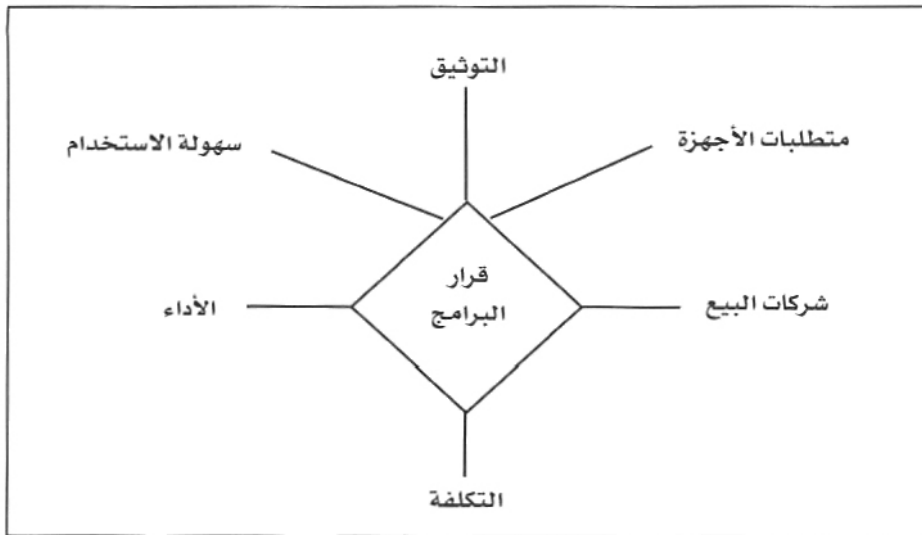 التوثيق
متطلبات الأجهزة
سهولة الاستخدام
قرار
البرامج
شركات البيع
الأداء
التكلفة